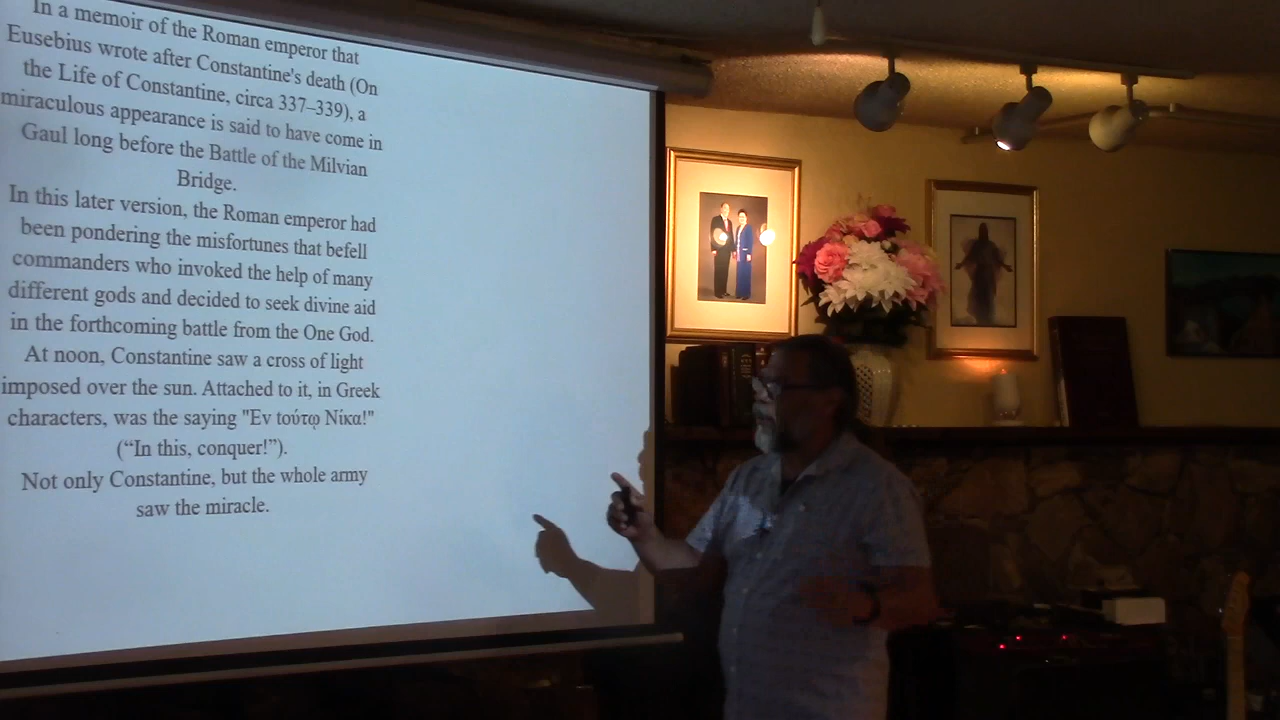 In a memoir of the Roman emperor that
Eusebius wrote after Constantine's death (On
the Life of Constantine, circa 337–339), a
miraculous appearance is said to have come in
Gaul long before the Battle of the Milvian
Bridge.
In this later version, the Roman emperor had
been pondering the misfortunes that befell
commanders who invoked the help of many
different gods and decided to seek divine aid
in the forthcoming battle from the One God.
At noon, Constantine saw a cross of light
imposed over the sun. Attached to it, in Greek
characters, was the saying "Εν τούτῳ Νίκα!"
(“In this, conquer!”).
Not only Constantine, but the whole army
saw the miracle.